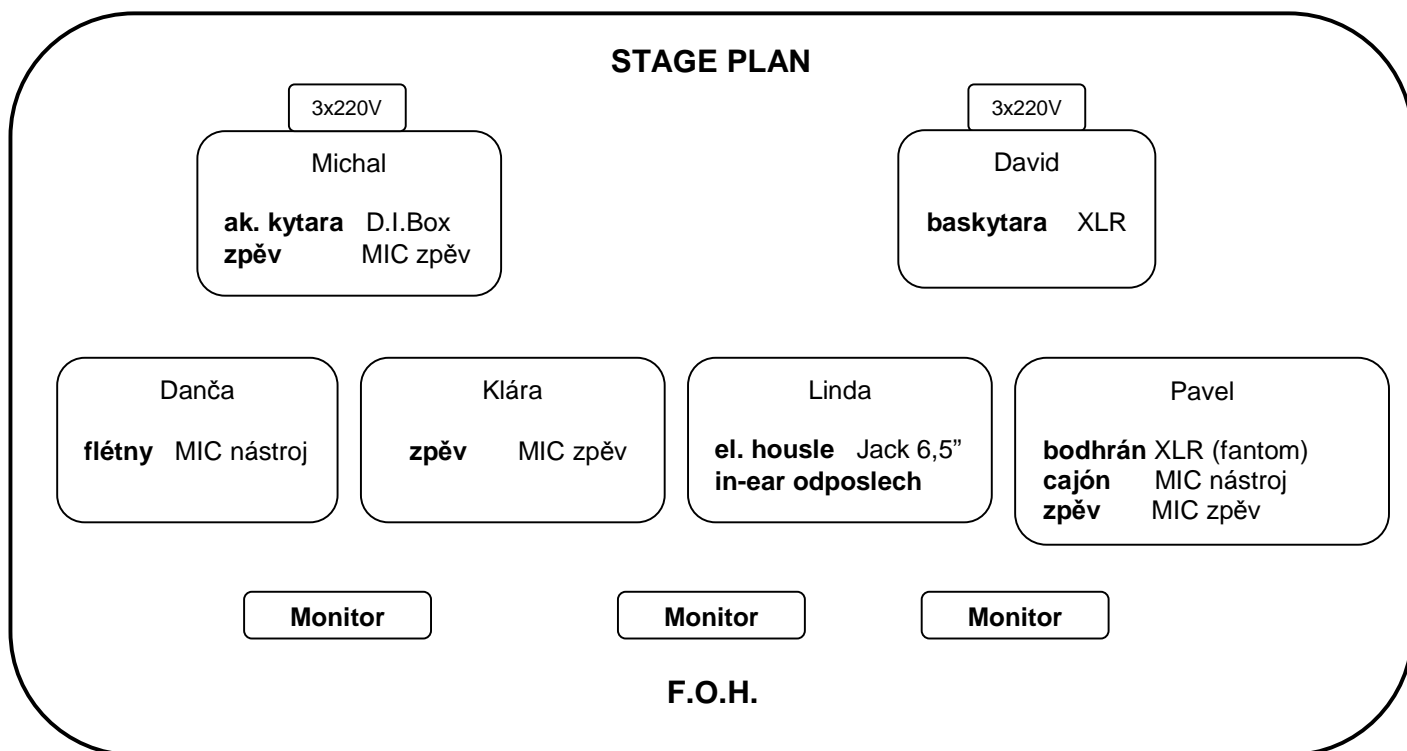 STAGE PLAN
3x220V
3x220V
Michal
ak. kytara D.I.Box
zpěv MIC zpěv
David
baskytara XLR
Danča
flétny MIC nástroj
Klára
zpěv MIC zpěv
Linda
el. housle Jack 6,5”
in-ear odposlech
Pavel
bodhrán XLR (fantom)
cajón MIC nástroj
zpěv MIC zpěv
Monitor
Monitor
Monitor
F.O.H.